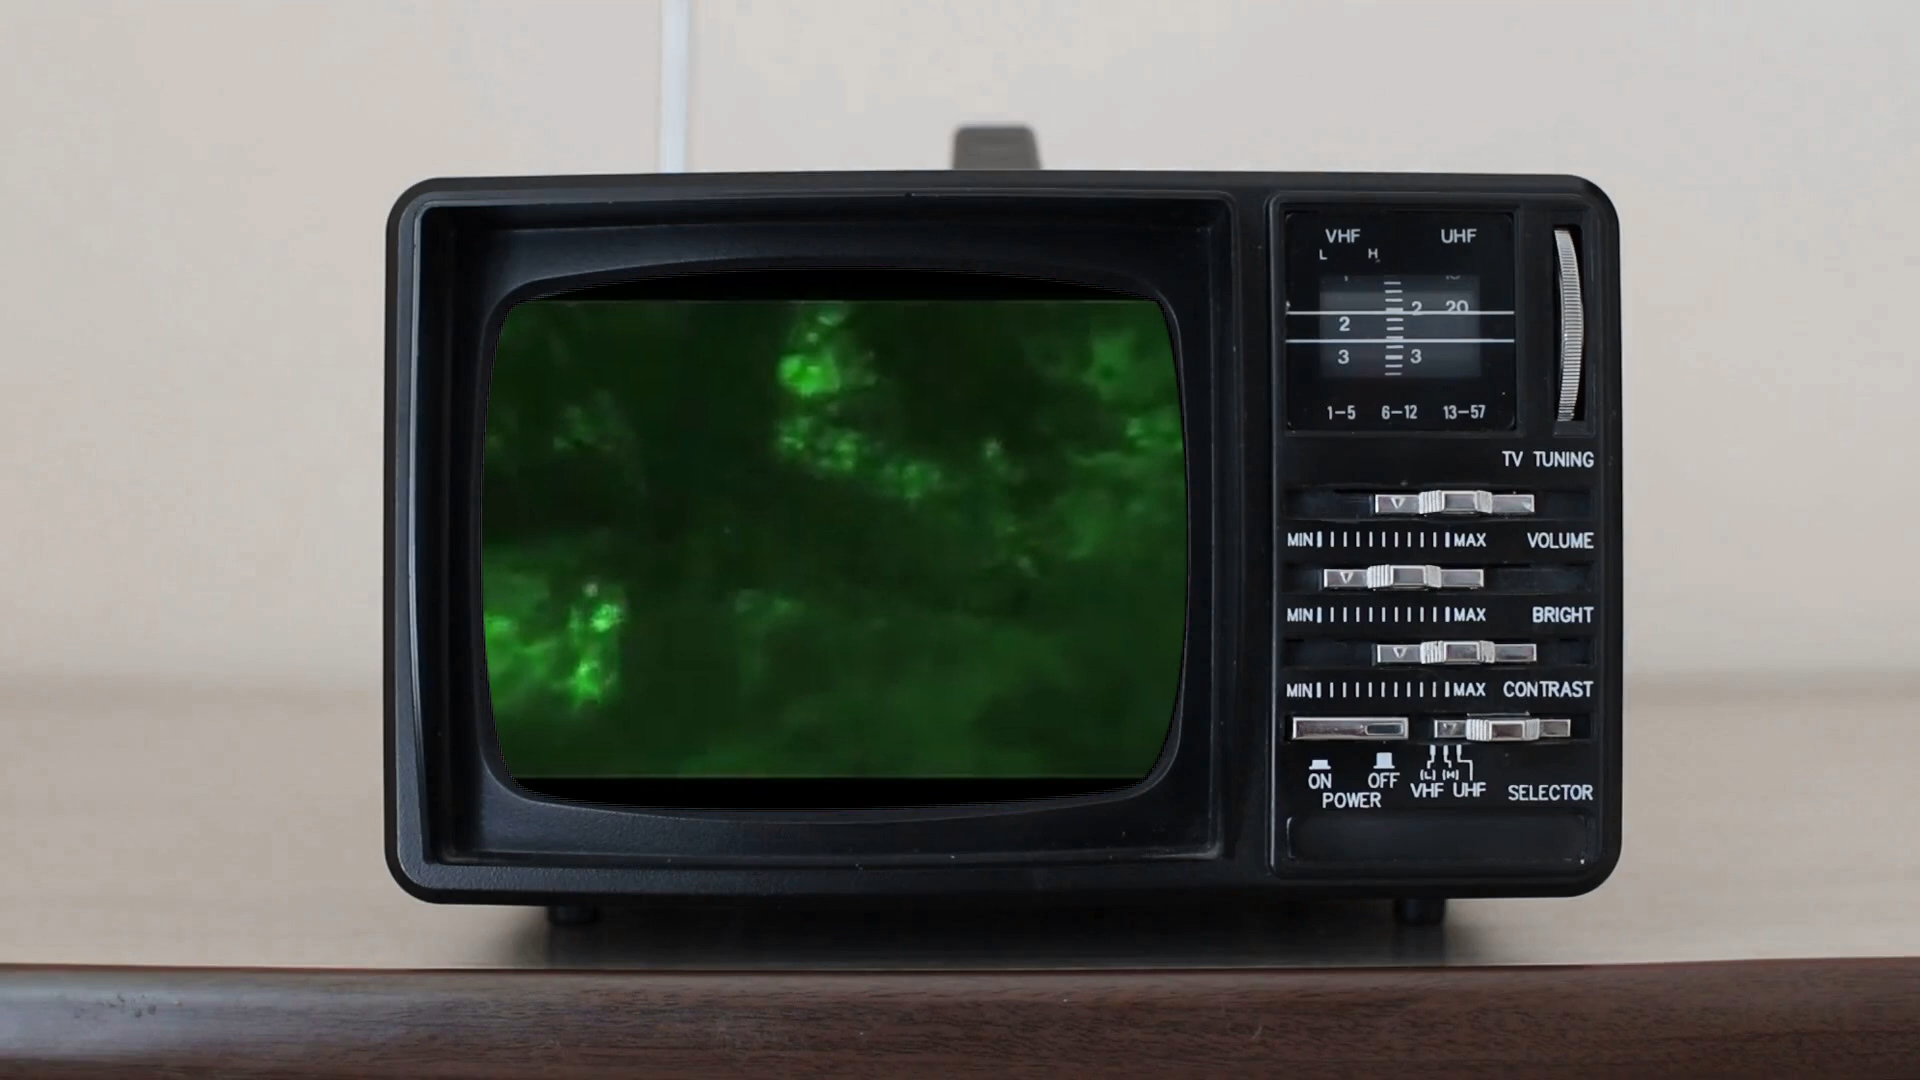 VHF UHF
L H
2 20
2
3 3
1-5 6-12 13-57
TV TUNING
MIN MAX VOLUME
MIN MAX BRIGHT
MIN MAX CONTRAST
ON OFF (L) (H)
VHF UHF
POWER SELECTOR